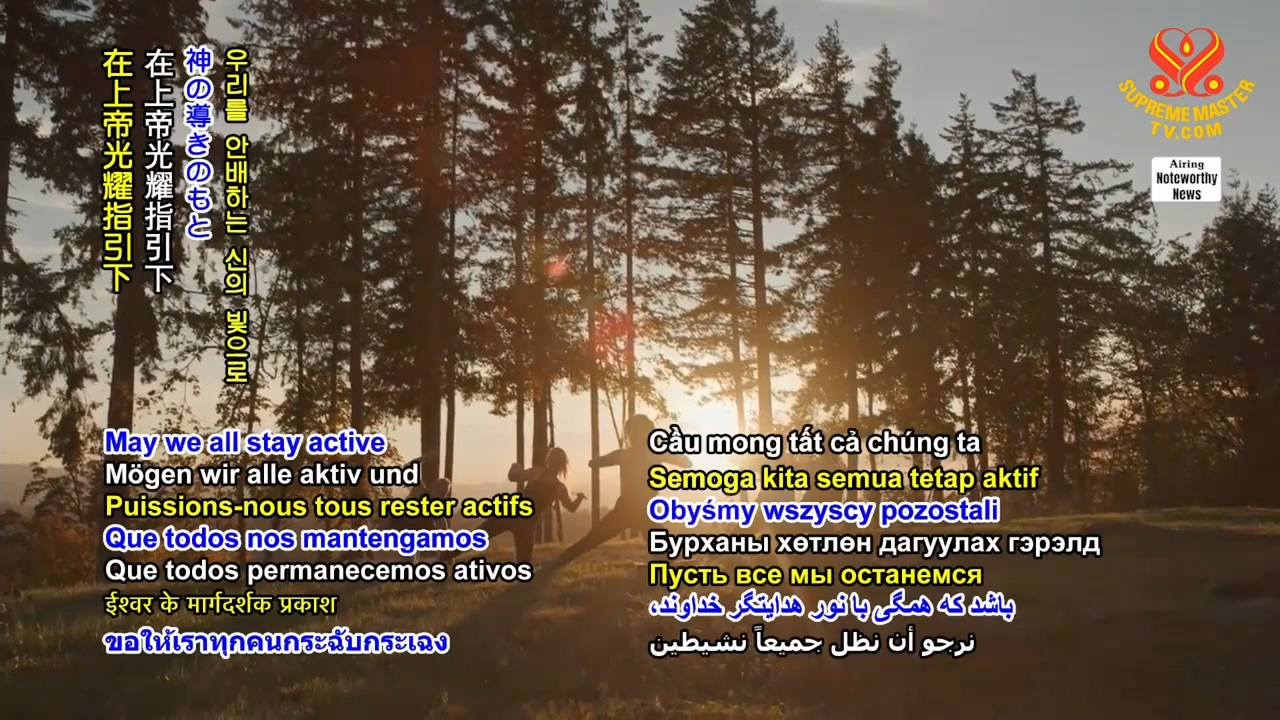 우리를 안배하는 신의 빛으로
神の導きのもと
在上帝光耀指引下
在上帝光耀指引下
SUPREME MASTER
TV.COM
Airing
Noteworthy
News
May we all stay active
Mögen wir alle aktiv und
Puissions-nous tous rester actifs
Que todos nos mantengamos
Que todos permanecemos ativos
ईश्वर के मार्गदर्शक प्रकाश
ขอให้เราทุกคนกระฉับกระเฉง
Cầu mong tất cả chúng ta
Semoga kita semua tetap aktif
Obyśmy wszyscy pozostali
Бурханы хөтлөн дагуулах гэрэлд
Пусть все мы останемся
باشد که همگی با نور هدایتگر خداوند،
نرجو أن نظل جميعاً نشيطين